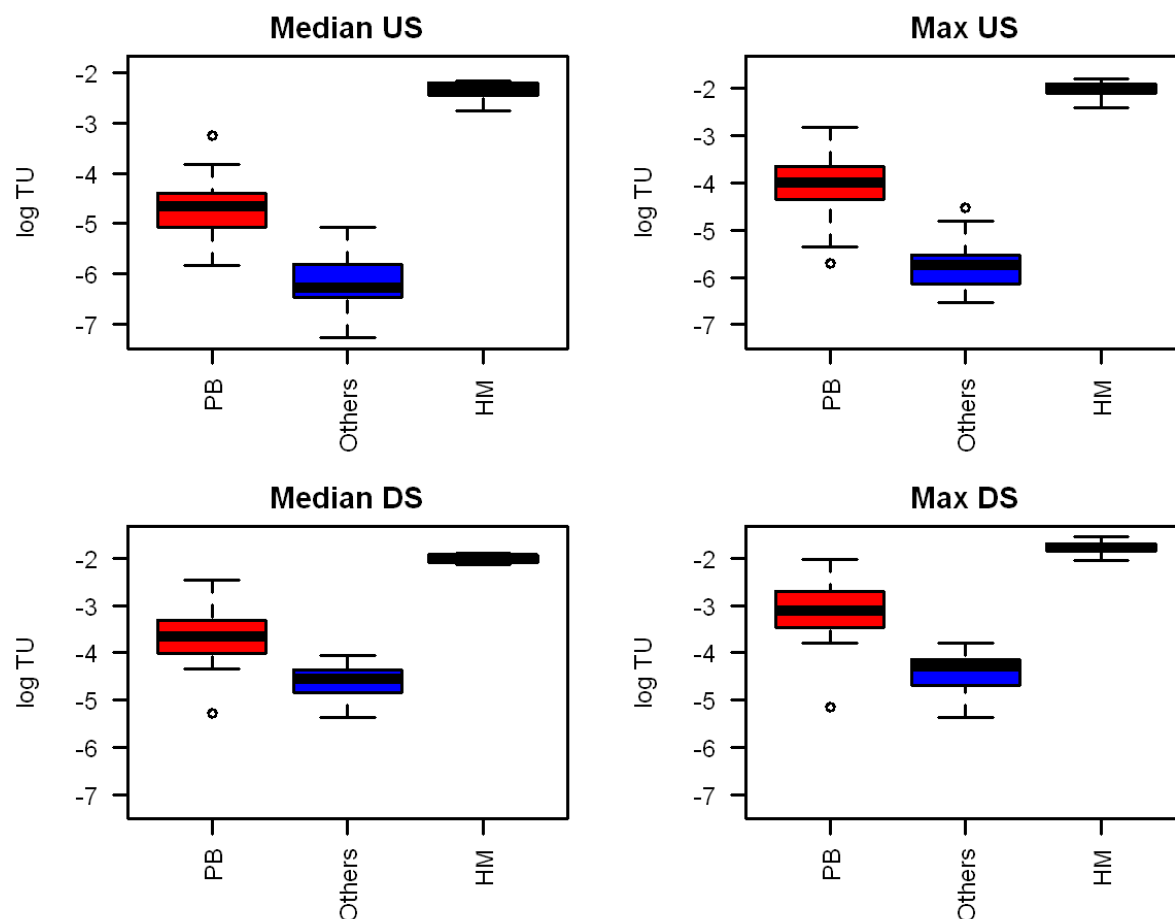 Median US
log TU
-2
-3
-4
-5
-6
-7
PB
Others
HM
Max US
log TU
-2
-3
-4
-5
-6
-7
PB
Others
HM
Median DS
log TU
-2
-3
-4
-5
-6
-7
PB
Others
HM
Max DS
log TU
-2
-3
-4
-5
-6
-7
PB
Others
HM